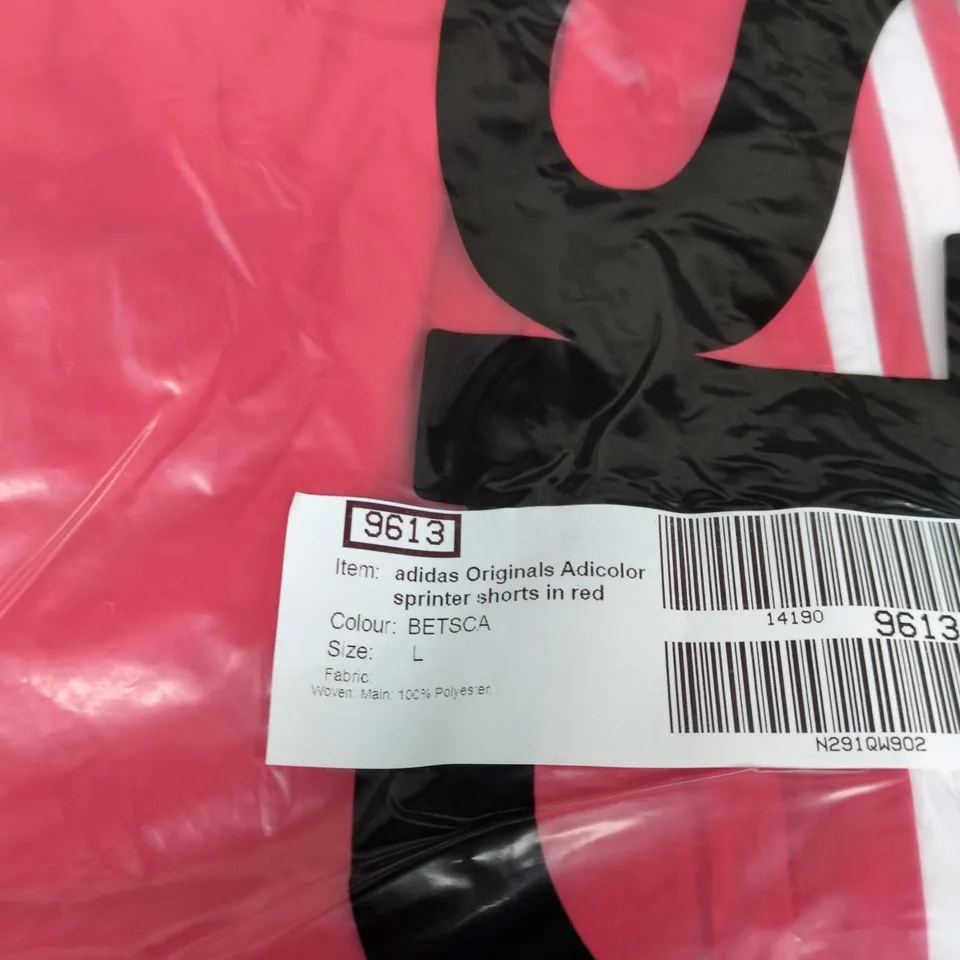 9613
Item: adidas Originals Adicolor
sprinter shorts in red
Colour: BETSCA
Size: L
Fabric:
Woven: Main: 100% Polyester.
14190 9613
N291QW902